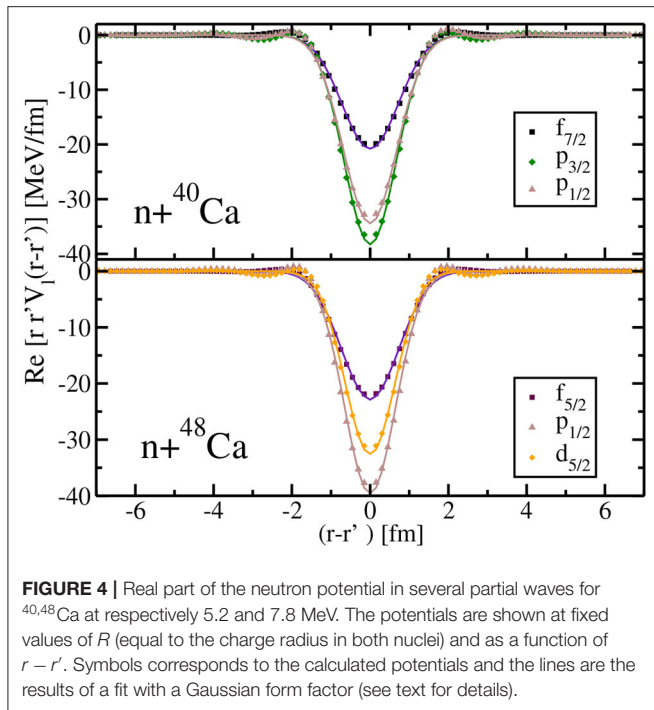 0
-10
-20
-30
-40
n+⁴⁰Ca
f₇/₂
p₃/₂
p₁/₂
Re [r r'Vₗ(r-r')] [MeV/fm]
0
-10
-20
-30
-40
n+⁴⁸Ca
f₅/₂
p₁/₂
d₅/₂
-6 -4 -2 0 2 4 6
(r-r') [fm]
FIGURE 4 | Real part of the neutron potential in several partial waves for
⁴⁰,⁴⁸Ca at respectively 5.2 and 7.8 MeV. The potentials are shown at fixed
values of R (equal to the charge radius in both nuclei) and as a function of
r − r′. Symbols corresponds to the calculated potentials and the lines are the
results of a fit with a Gaussian form factor (see text for details).